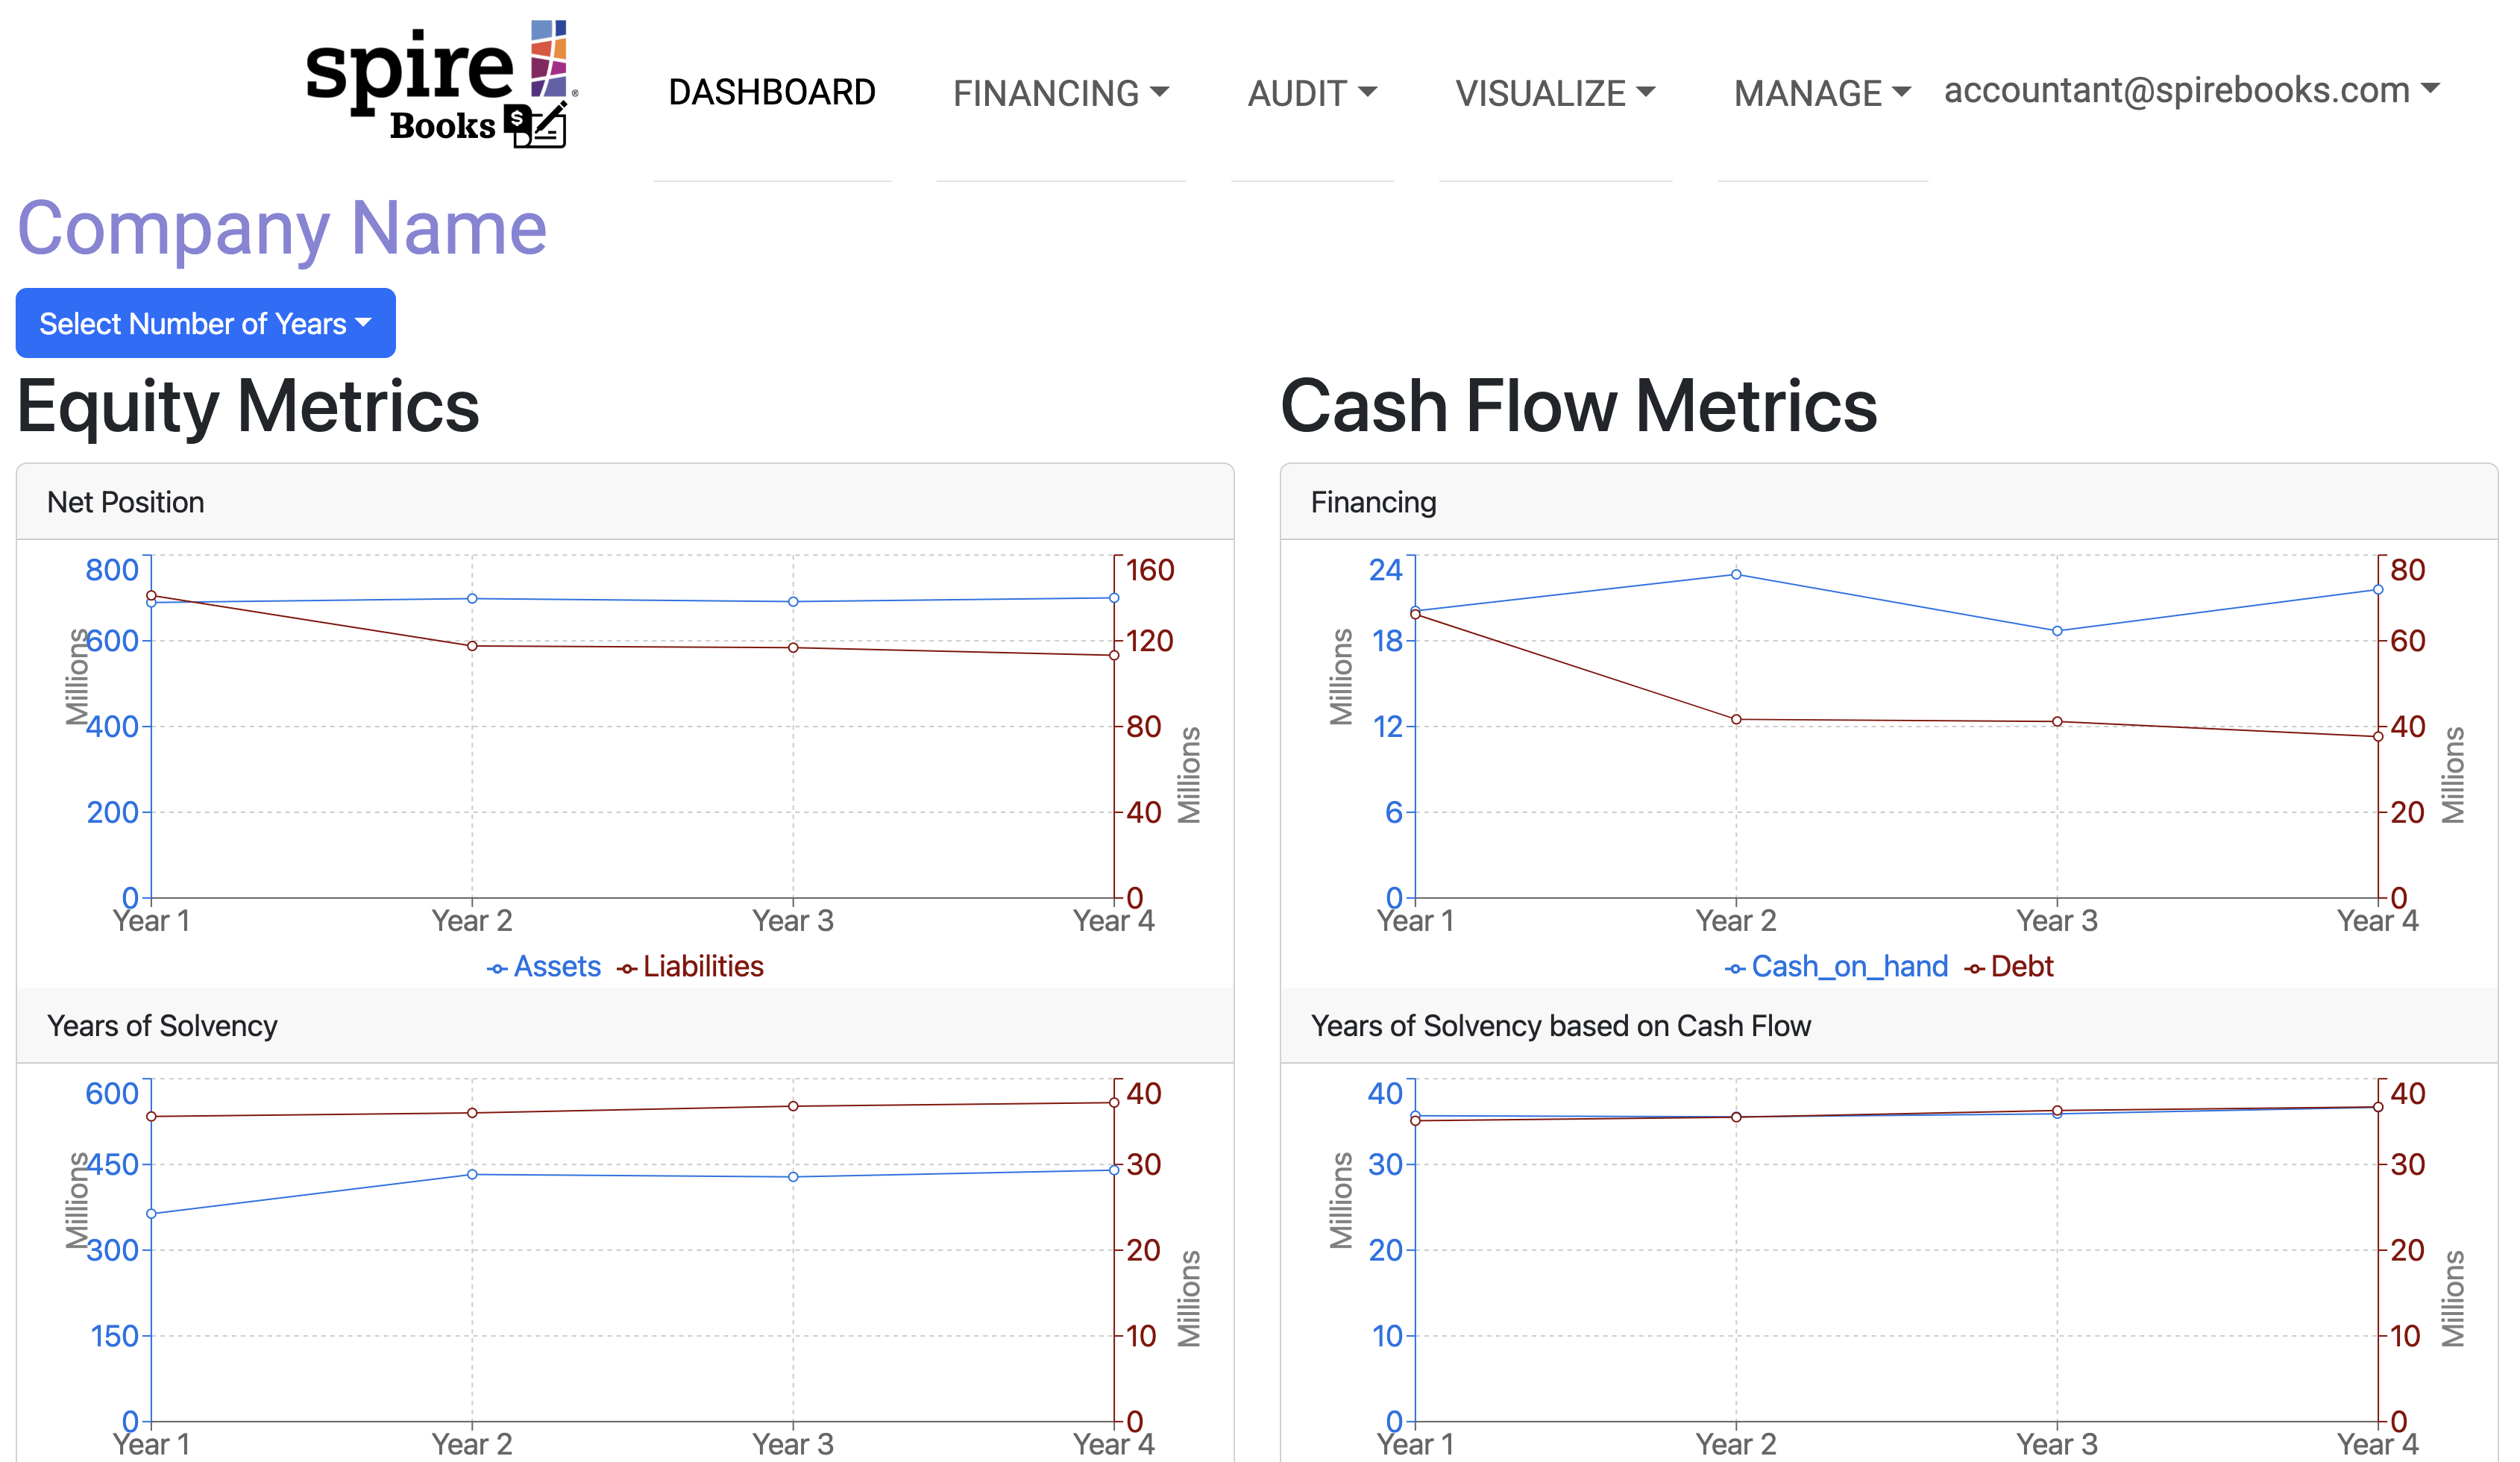 spire ®
Books $
DASHBOARD FINANCING AUDIT VISUALIZE MANAGE accountant@spirebooks.com
Company Name
Select Number of Years
Equity Metrics
Net Position
800
600
400
200
0
Millions
160
120
80
40
0
Millions
Year 1 Year 2 Year 3 Year 4
Assets Liabilities
Years of Solvency
600
450
300
150
0
Millions
40
30
20
10
0
Millions
Year 1 Year 2 Year 3 Year 4
Cash Flow Metrics
Financing
24
18
12
6
0
Millions
80
60
40
20
0
Millions
Year 1 Year 2 Year 3 Year 4
Cash_on_hand Debt
Years of Solvency based on Cash Flow
40
30
20
10
0
Millions
40
30
20
10
0
Millions
Year 1 Year 2 Year 3 Year 4